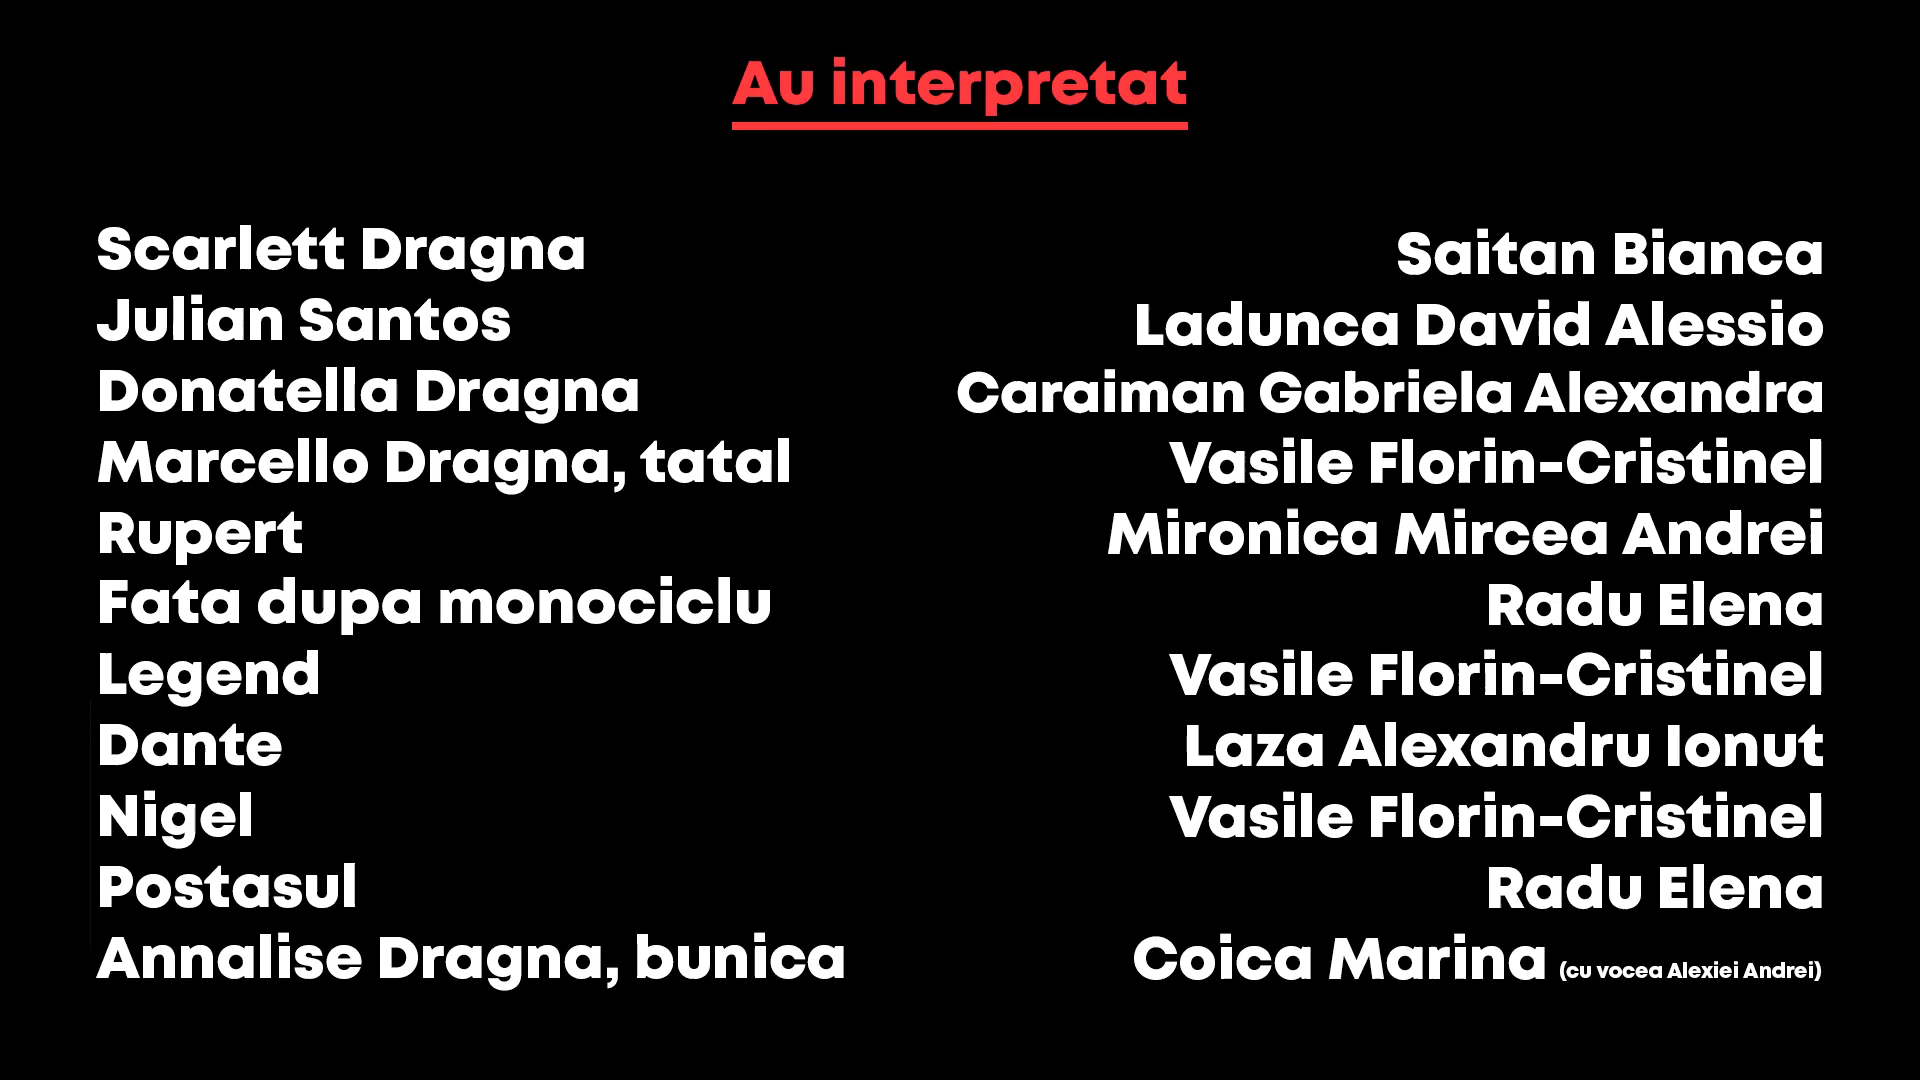 Au interpretat
Scarlett Dragna Saitan Bianca
Julian Santos Ladunca David Alessio
Donatella Dragna Caraiman Gabriela Alexandra
Marcello Dragna, tatal Vasile Florin-Cristinel
Rupert Mironica Mircea Andrei
Fata dupa monociclu Radu Elena
Legend Vasile Florin-Cristinel
Dante Laza Alexandru Ionut
Nigel Vasile Florin-Cristinel
Postasul Radu Elena
Annalise Dragna, bunica Coica Marina (cu vocea Alexiei Andrei)